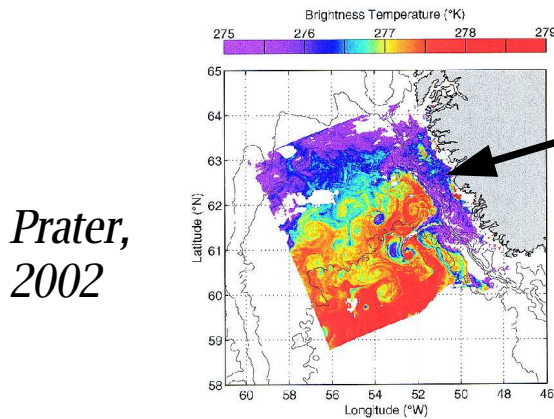 Brightness Temperature (°K)
275 276 277 278 279
65
64
63
62
61
60
59
58
Latitude (°N)
60 58 56 54 52 50 48 46
Longitude (°W)
Prater,
2002